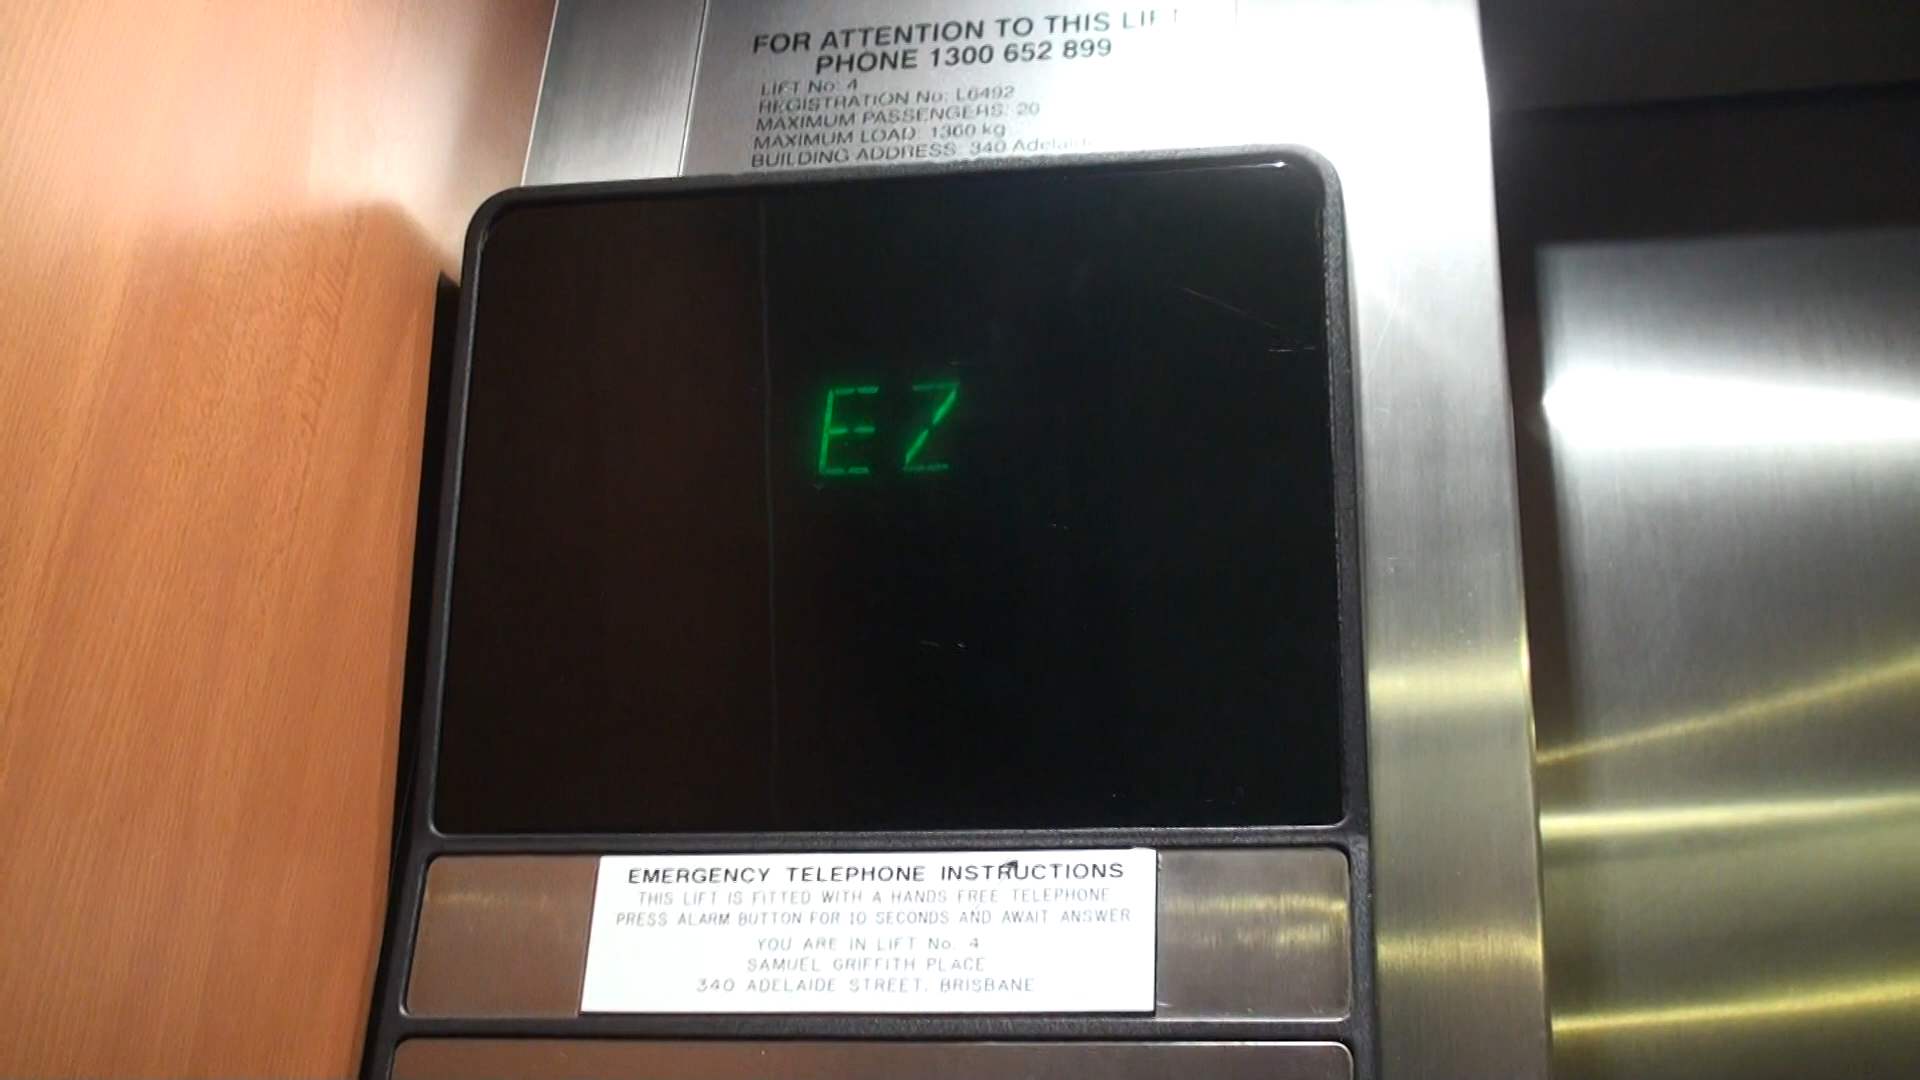 FOR ATTENTION TO THIS LIFT
PHONE 1300 652 899
LIFT No: 4
REGISTRATION No: L6492
MAXIMUM PASSENGERS: 20
MAXIMUM LOAD: 1360 kg
BUILDING ADDRESS: 340 Adelaide
EZ
EMERGENCY TELEPHONE INSTRUCTIONS
THIS LIFT IS FITTED WITH A HANDS FREE TELEPHONE
PRESS ALARM BUTTON FOR 10 SECONDS AND AWAIT ANSWER
YOU ARE IN LIFT No. 4
SAMUEL GRIFFITH PLACE
340 ADELAIDE STREET, BRISBANE